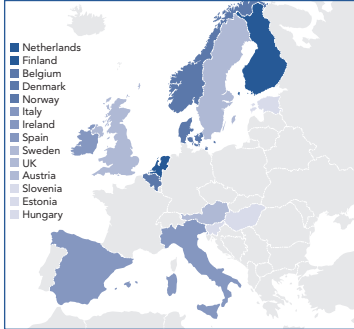 Netherlands
Finland
Belgium
Denmark
Norway
Italy
Ireland
Spain
Sweden
UK
Austria
Slovenia
Estonia
Hungary